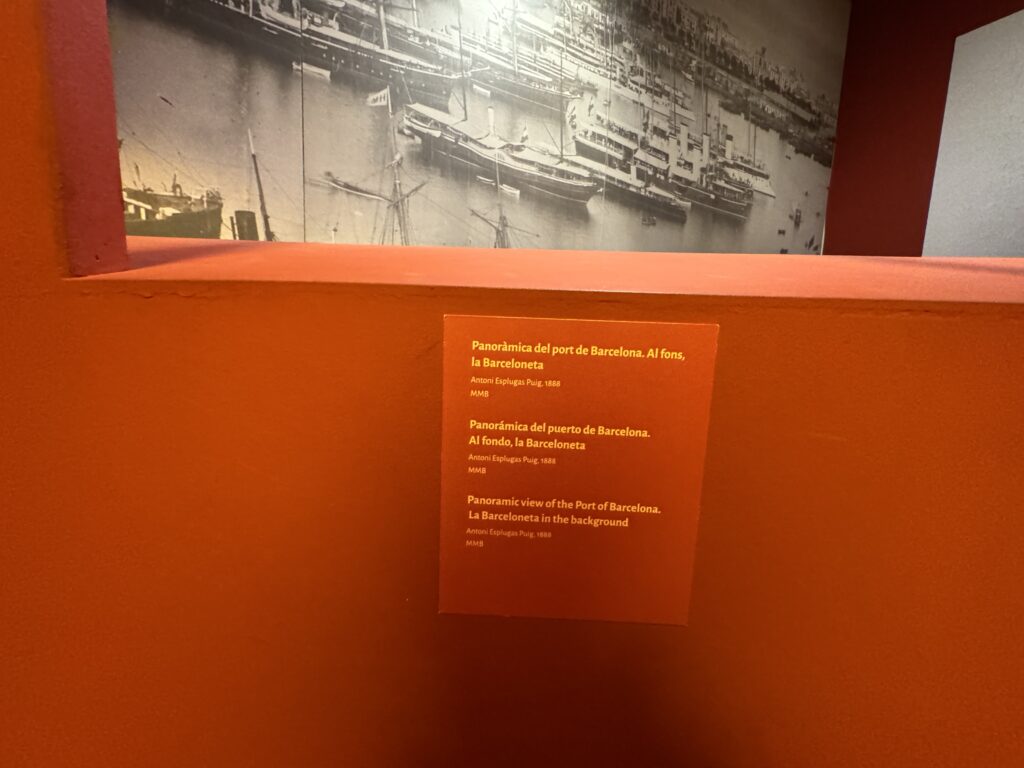 Panoràmica del port de Barcelona. Al fons,
la Barceloneta
Antoni Esplugas Puig, 1888
MMB
Panorámica del puerto de Barcelona.
Al fondo, la Barceloneta
Antoni Esplugas Puig, 1888
MMB
Panoramic view of the Port of Barcelona.
La Barceloneta in the background
Antoni Esplugas Puig, 1888
MMB